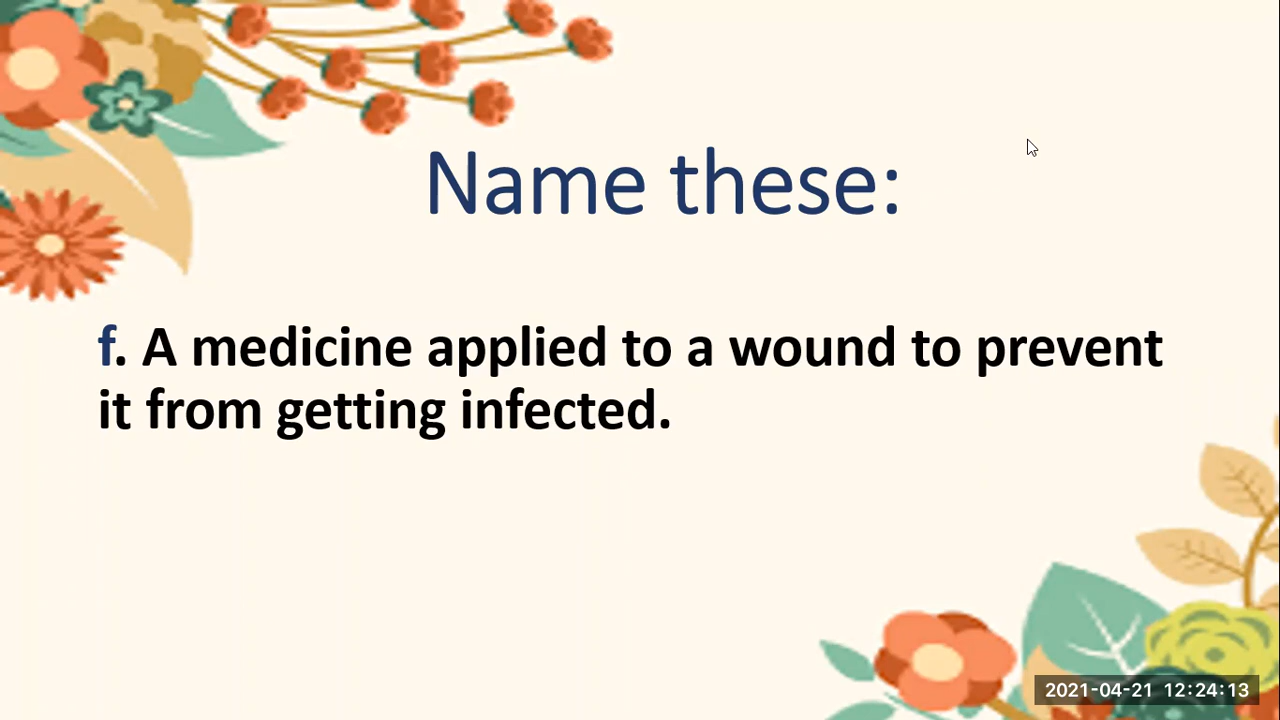 Name these:
f. A medicine applied to a wound to prevent
it from getting infected.
2021-04-21 12:24:13